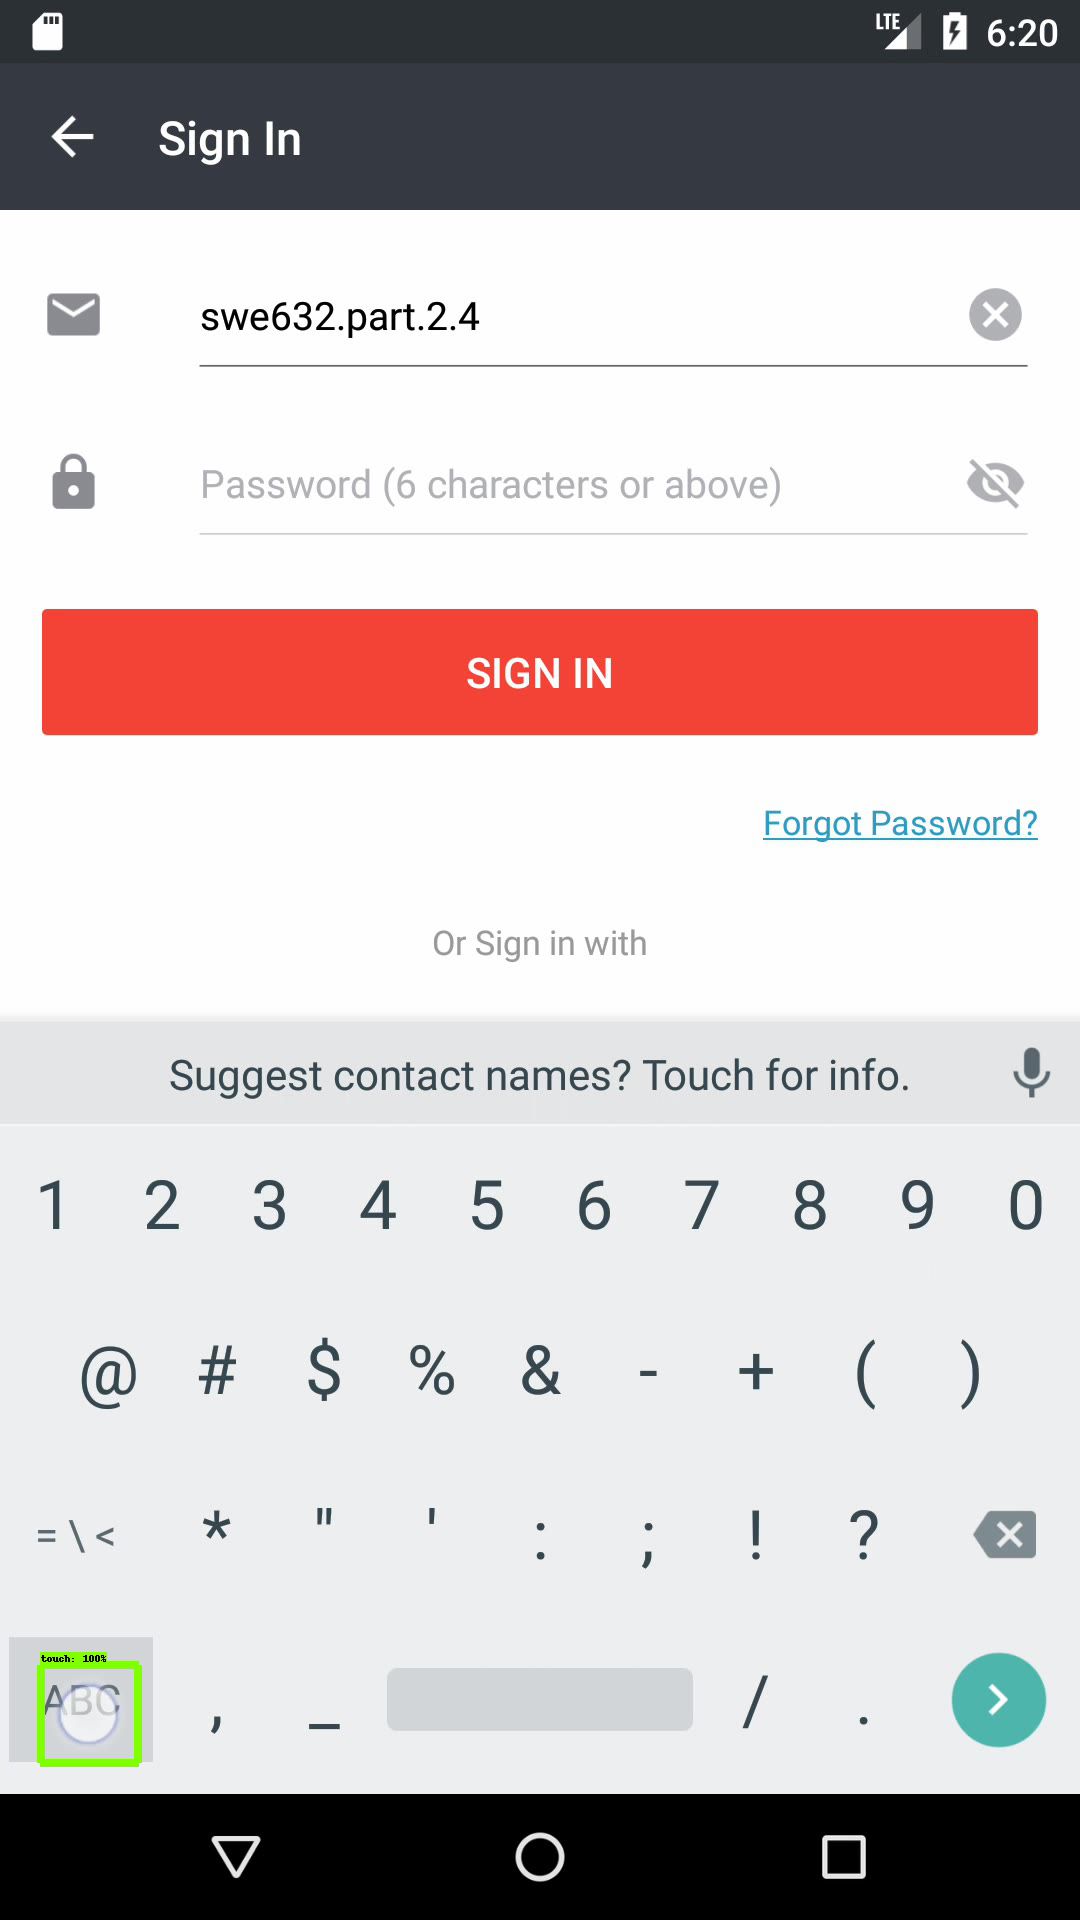 LTE 6:20
Sign In
swe632.part.2.4
Password (6 characters or above)
SIGN IN
Forgot Password?
Or Sign in with
Suggest contact names? Touch for info.
1 2 3 4 5 6 7 8 9 0
@ # $ % & - + ( )
= \ < * " ' : ; ! ?
touch: 100%
ABC , _ / .